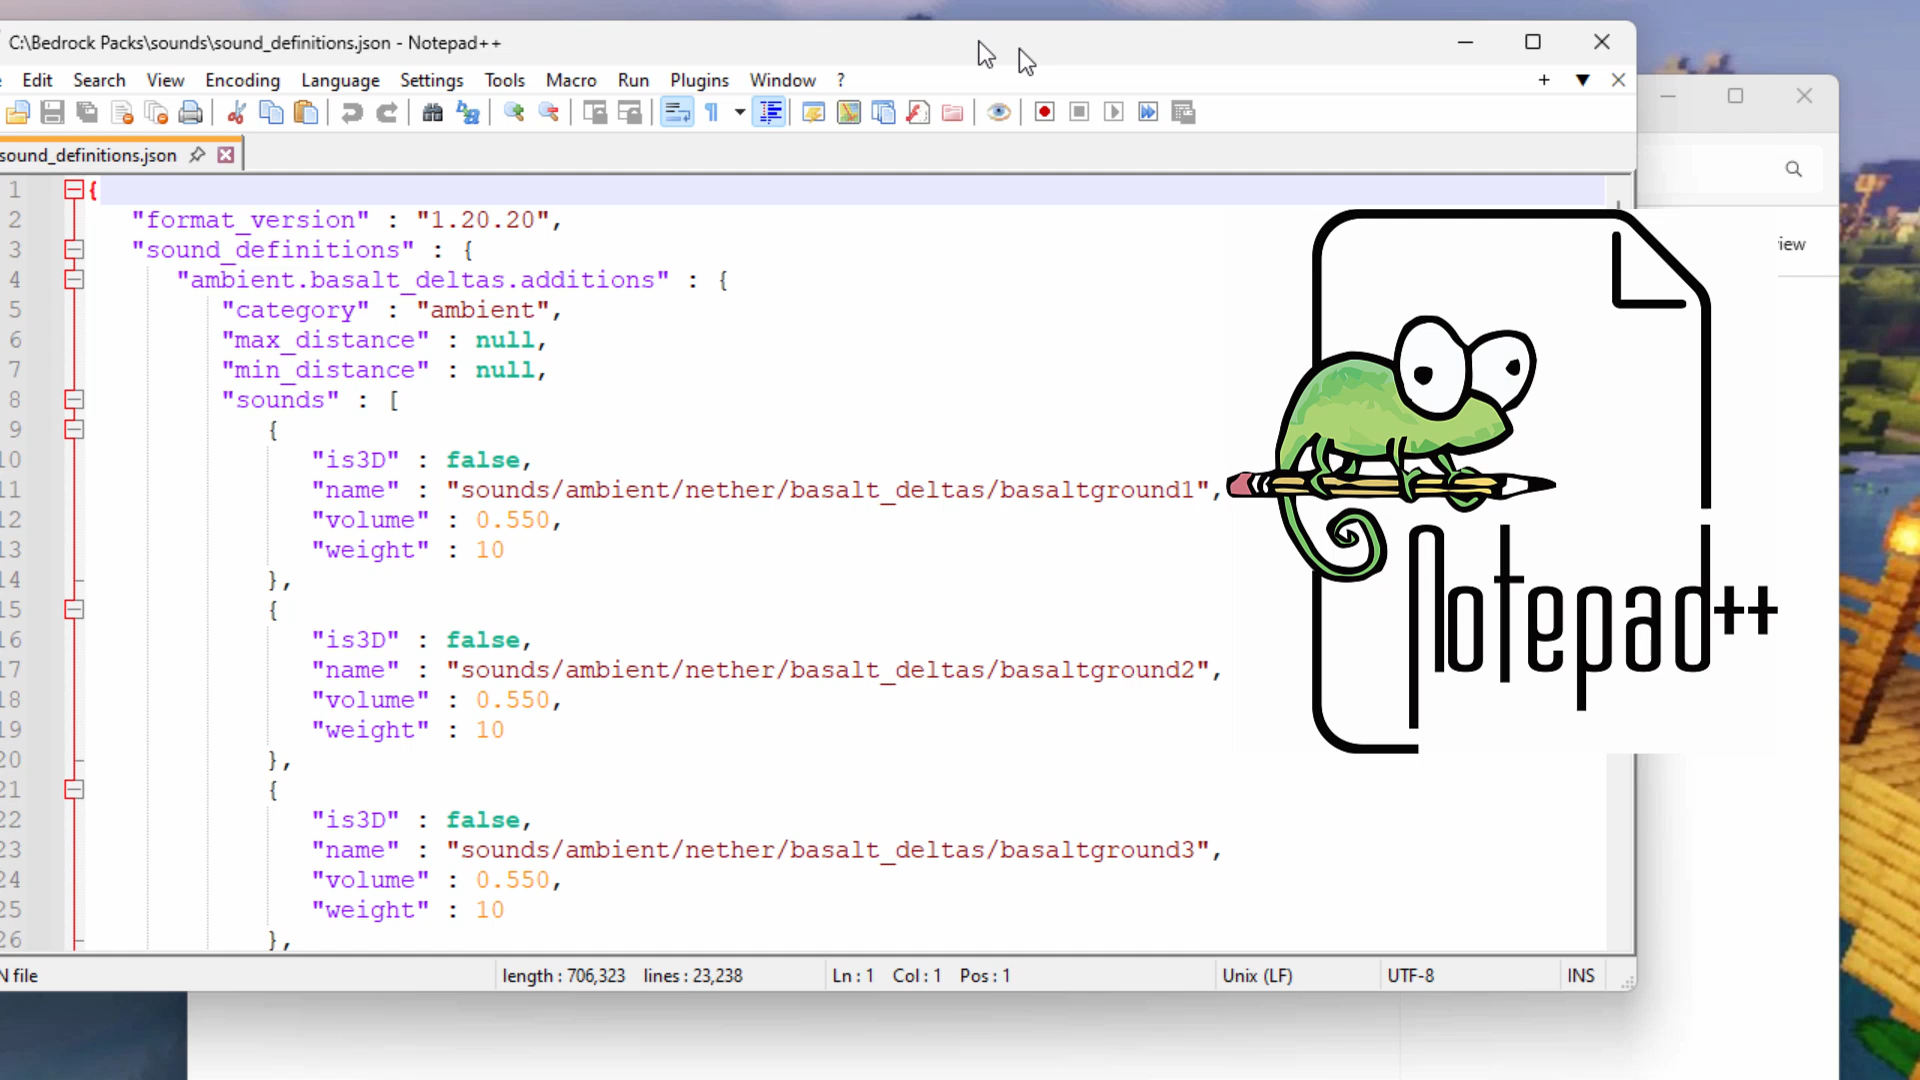 C:\Bedrock Packs\sounds\sound_definitions.json - Notepad++
Edit Search View Encoding Language Settings Tools Macro Run Plugins Window ?
sound_definitions.json
1 {
2 "format_version" : "1.20.20",
3 "sound_definitions" : {
4 "ambient.basalt_deltas.additions" : {
5 "category" : "ambient",
6 "max_distance" : null,
7 "min_distance" : null,
8 "sounds" : [
9 {
10 "is3D" : false,
11 "name" : "sounds/ambient/nether/basalt_deltas/basaltground1",
12 "volume" : 0.550,
13 "weight" : 10
14 },
15 {
16 "is3D" : false,
17 "name" : "sounds/ambient/nether/basalt_deltas/basaltground2",
18 "volume" : 0.550,
19 "weight" : 10
20 },
21 {
22 "is3D" : false,
23 "name" : "sounds/ambient/nether/basalt_deltas/basaltground3",
24 "volume" : 0.550,
25 "weight" : 10
26 },
iew
Notepad++
N file length : 706,323 lines : 23,238 Ln : 1 Col : 1 Pos : 1 Unix (LF) UTF-8 INS